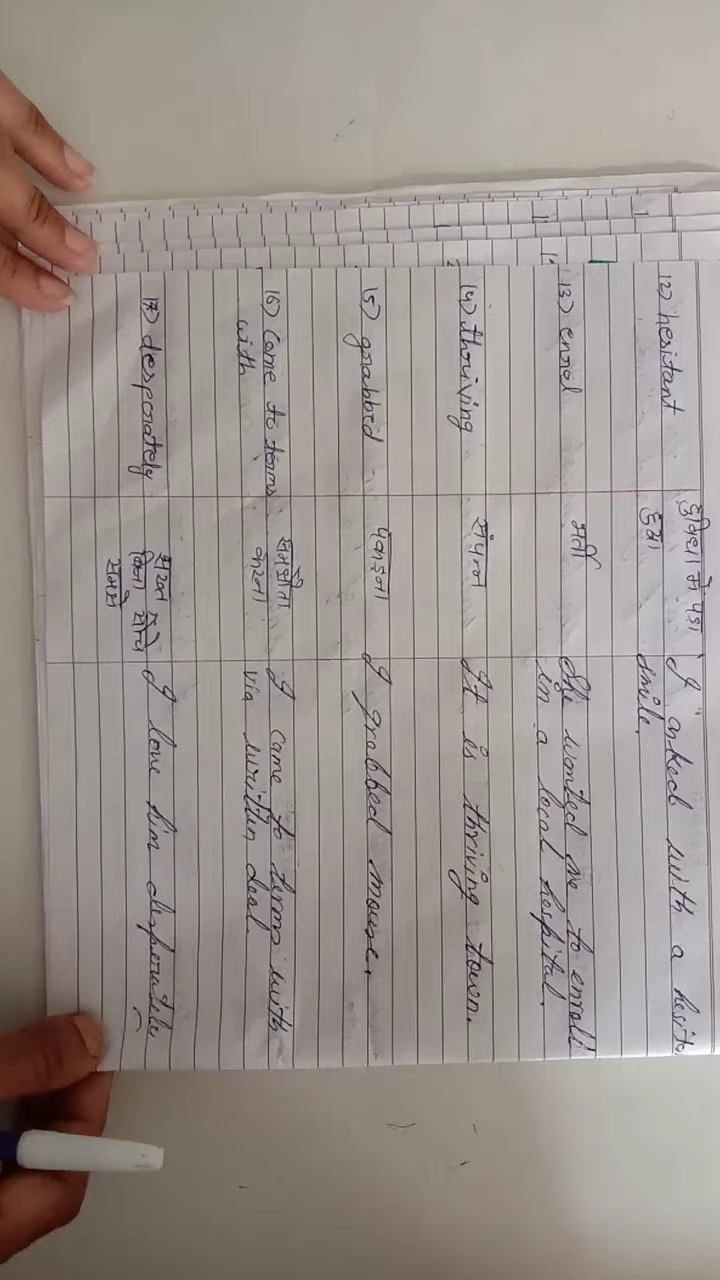 12) hesitant दुविधा मे पड़ा I asked with a hesita
हुआ smile.
13) enrol भर्ती She wanted me to enroll
in a local hospital.
14) thriving संपन्न It is thriving town.
15) grabbed पकड़ना I grabbed mouse.
16) Come to terms समझौता I came to terms with
with करना via written deal.
17) desperately बिना सोचे I love him desperately
समझे